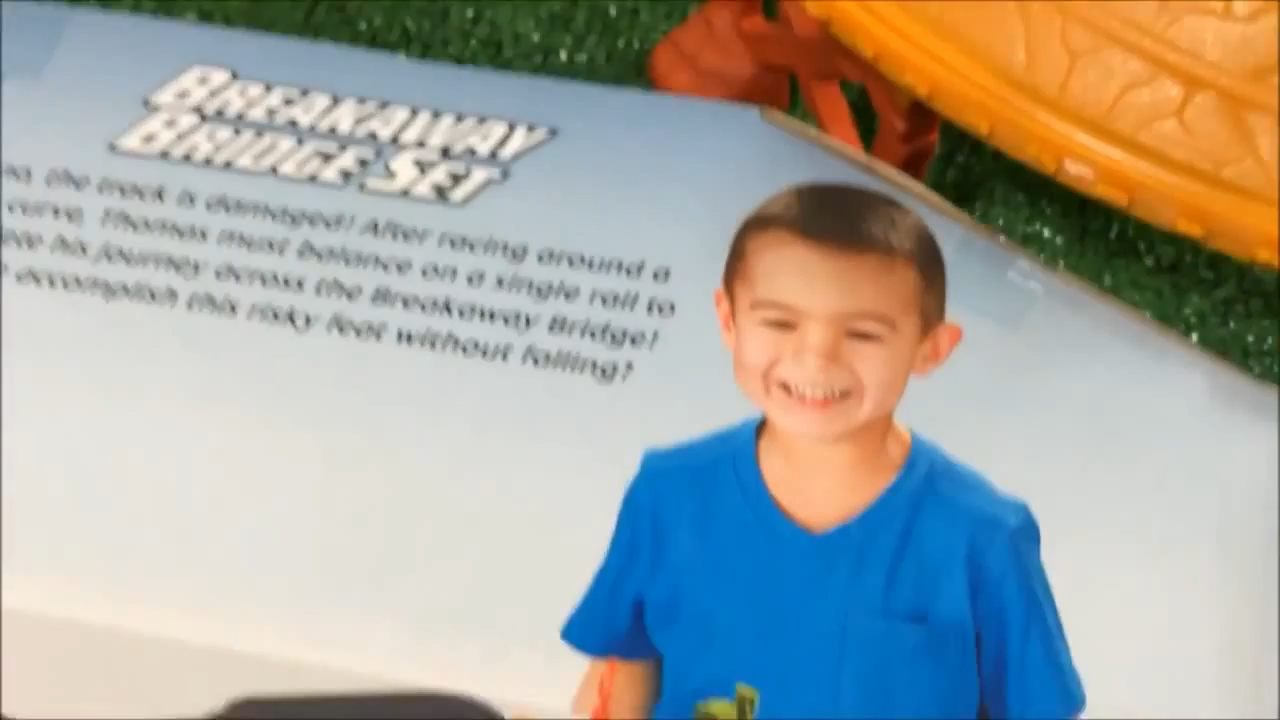 BREAKAWAY
BRIDGE SET
no, the track is damaged! After racing around a
curve, Thomas must balance on a single rail to
his journey across the Breakaway Bridge!
accomplish this risky feat without falling?